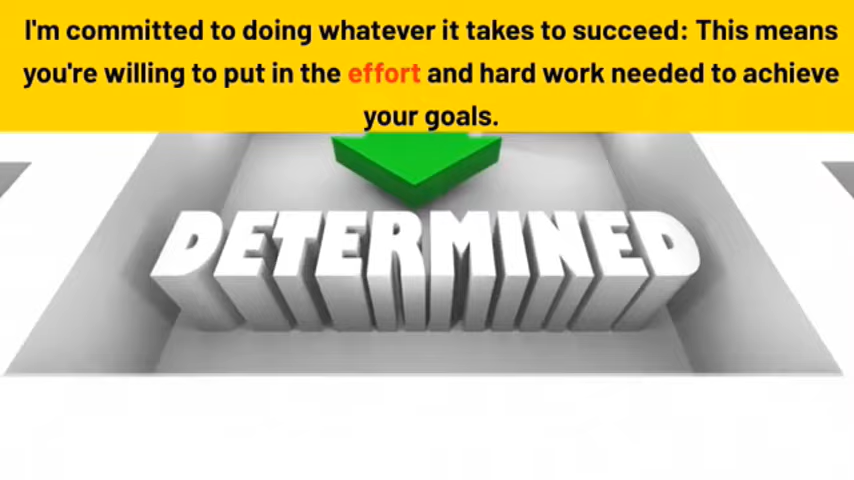 I'm committed to doing whatever it takes to succeed: This means
you're willing to put in the effort and hard work needed to achieve
your goals.
DETERMINED